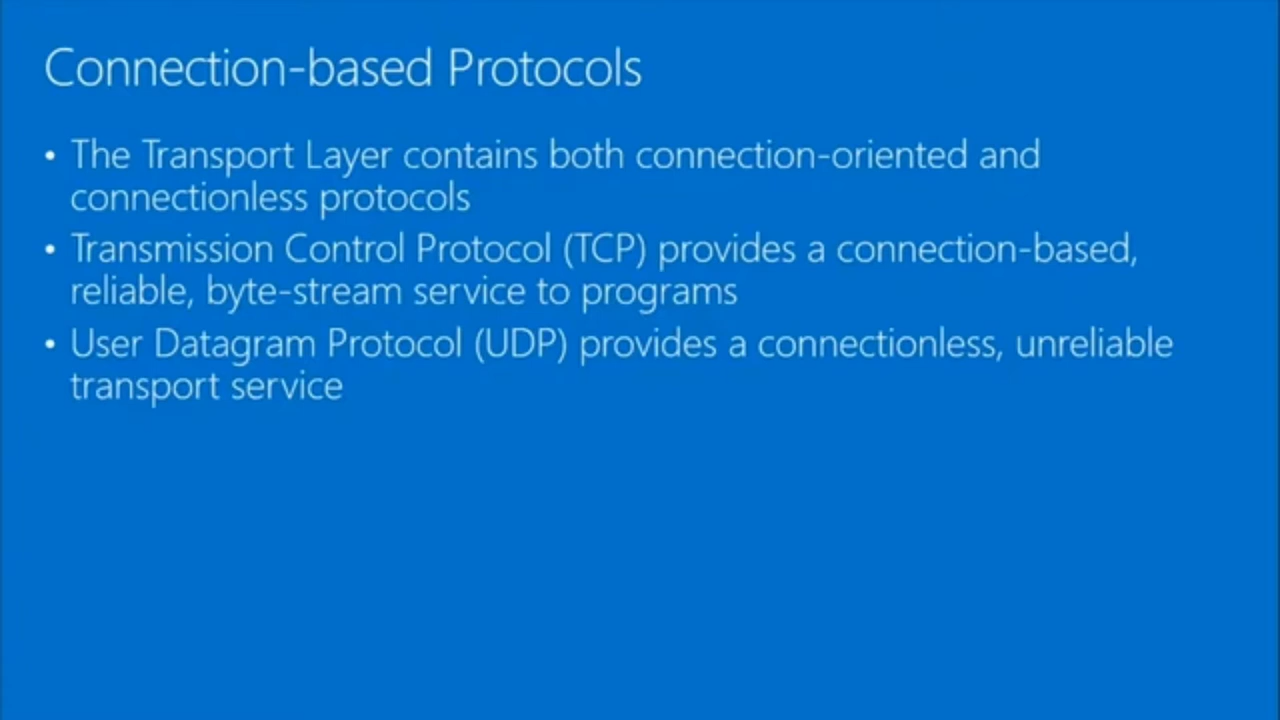 Connection-based Protocols
• The Transport Layer contains both connection-oriented and
connectionless protocols
• Transmission Control Protocol (TCP) provides a connection-based,
reliable, byte-stream service to programs
• User Datagram Protocol (UDP) provides a connectionless, unreliable
transport service